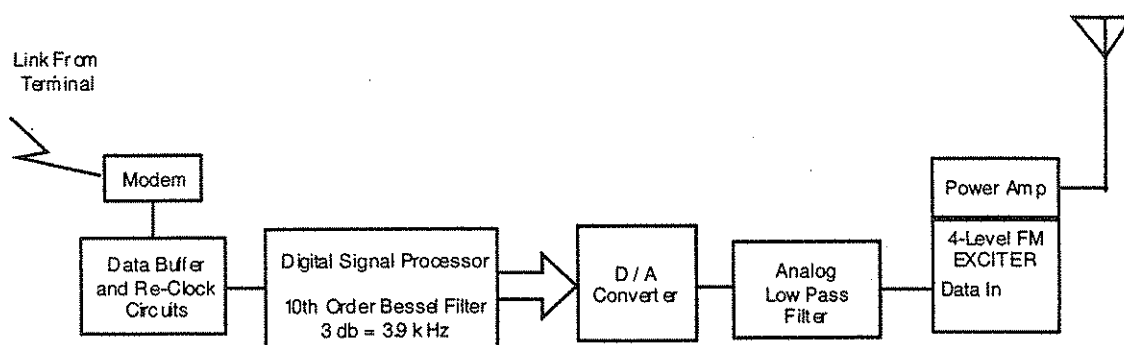 Link From
Terminal
Modem
Data Buffer
and Re-Clock
Circuits
Digital Signal Processor
10th Order Bessel Filter
3 db = 3.9 kHz
D / A
Converter
Analog
Low Pass
Filter
Power Amp
4-Level FM
EXCITER
Data In